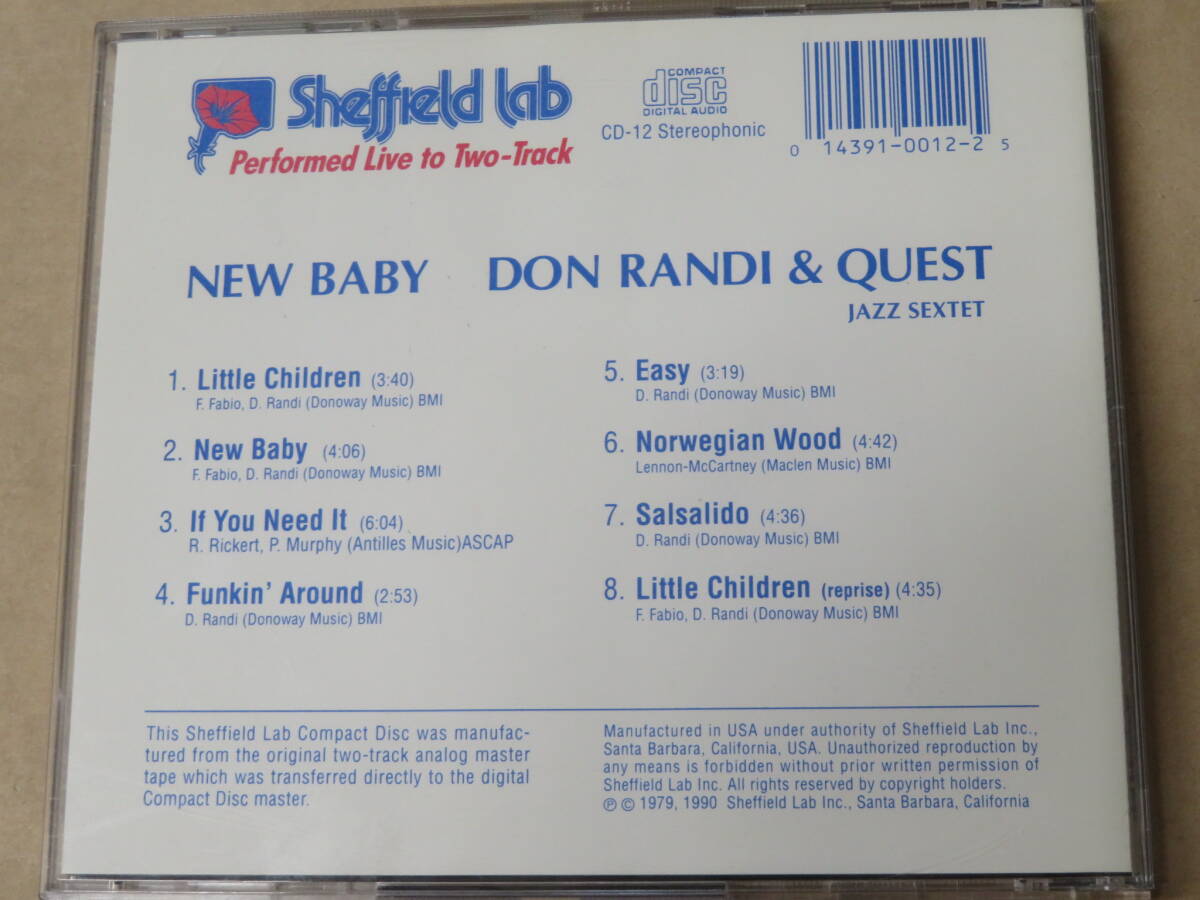 Sheffield Lab
Performed Live to Two-Track
COMPACT
disc
DIGITAL AUDIO
CD-12 Stereophonic
0 14391-0012-2 5
NEW BABY DON RANDI & QUEST
JAZZ SEXTET
1. Little Children (3:40)
F. Fabio, D. Randi (Donoway Music) BMI
2. New Baby (4:06)
F. Fabio, D. Randi (Donoway Music) BMI
3. If You Need It (6:04)
R. Rickert, P. Murphy (Antilles Music)ASCAP
4. Funkin' Around (2:53)
D. Randi (Donoway Music) BMI
5. Easy (3:19)
D. Randi (Donoway Music) BMI
6. Norwegian Wood (4:42)
Lennon-McCartney (Maclen Music) BMI
7. Salsalido (4:36)
D. Randi (Donoway Music) BMI
8. Little Children (reprise) (4:35)
F. Fabio, D. Randi (Donoway Music) BMI
This Sheffield Lab Compact Disc was manufac-
tured from the original two-track analog master
tape which was transferred directly to the digital
Compact Disc master.
Manufactured in USA under authority of Sheffield Lab Inc.,
Santa Barbara, California, USA. Unauthorized reproduction by
any means is forbidden without prior written permission of
Sheffield Lab Inc. All rights reserved by copyright holders.
℗ © 1979, 1990 Sheffield Lab Inc., Santa Barbara, California